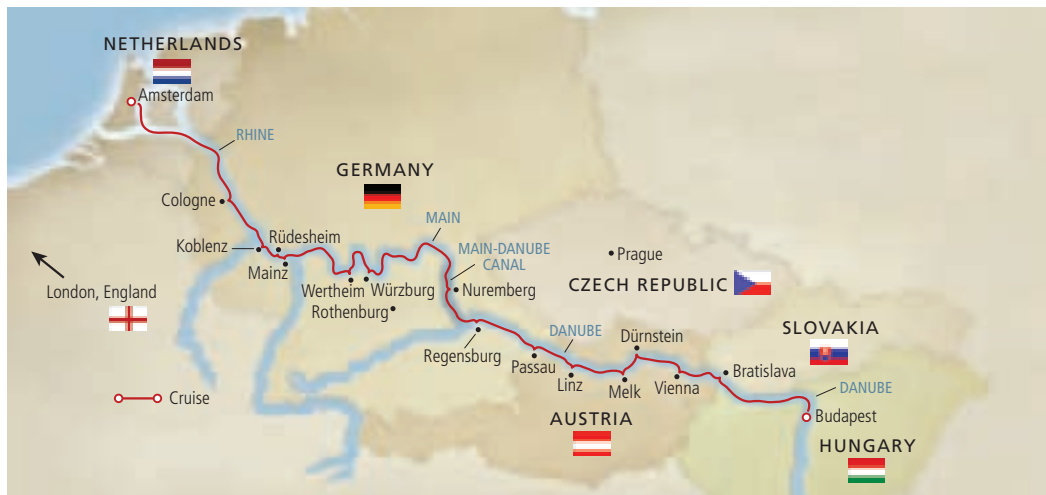 NETHERLANDS
Amsterdam
RHINE
GERMANY
Cologne
MAIN
Koblenz
Rüdesheim
MAIN-DANUBE
CANAL
Prague
Mainz
CZECH REPUBLIC
London, England
Wertheim
Würzburg
Nuremberg
Rothenburg
SLOVAKIA
DANUBE
Dürnstein
Regensburg
Passau
Linz
Bratislava
Melk
Vienna
DANUBE
Cruise
AUSTRIA
Budapest
HUNGARY